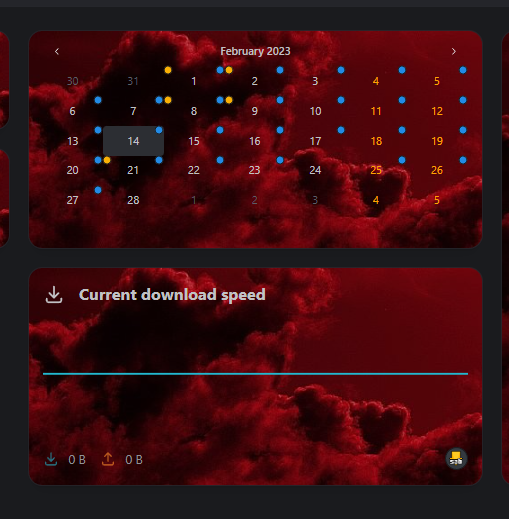 February 2023
30 31 1 2 3 4 5
6 7 8 9 10 11 12
13 14 15 16 17 18 19
20 21 22 23 24 25 26
27 28 1 2 3 4 5
Current download speed
0 B 0 B